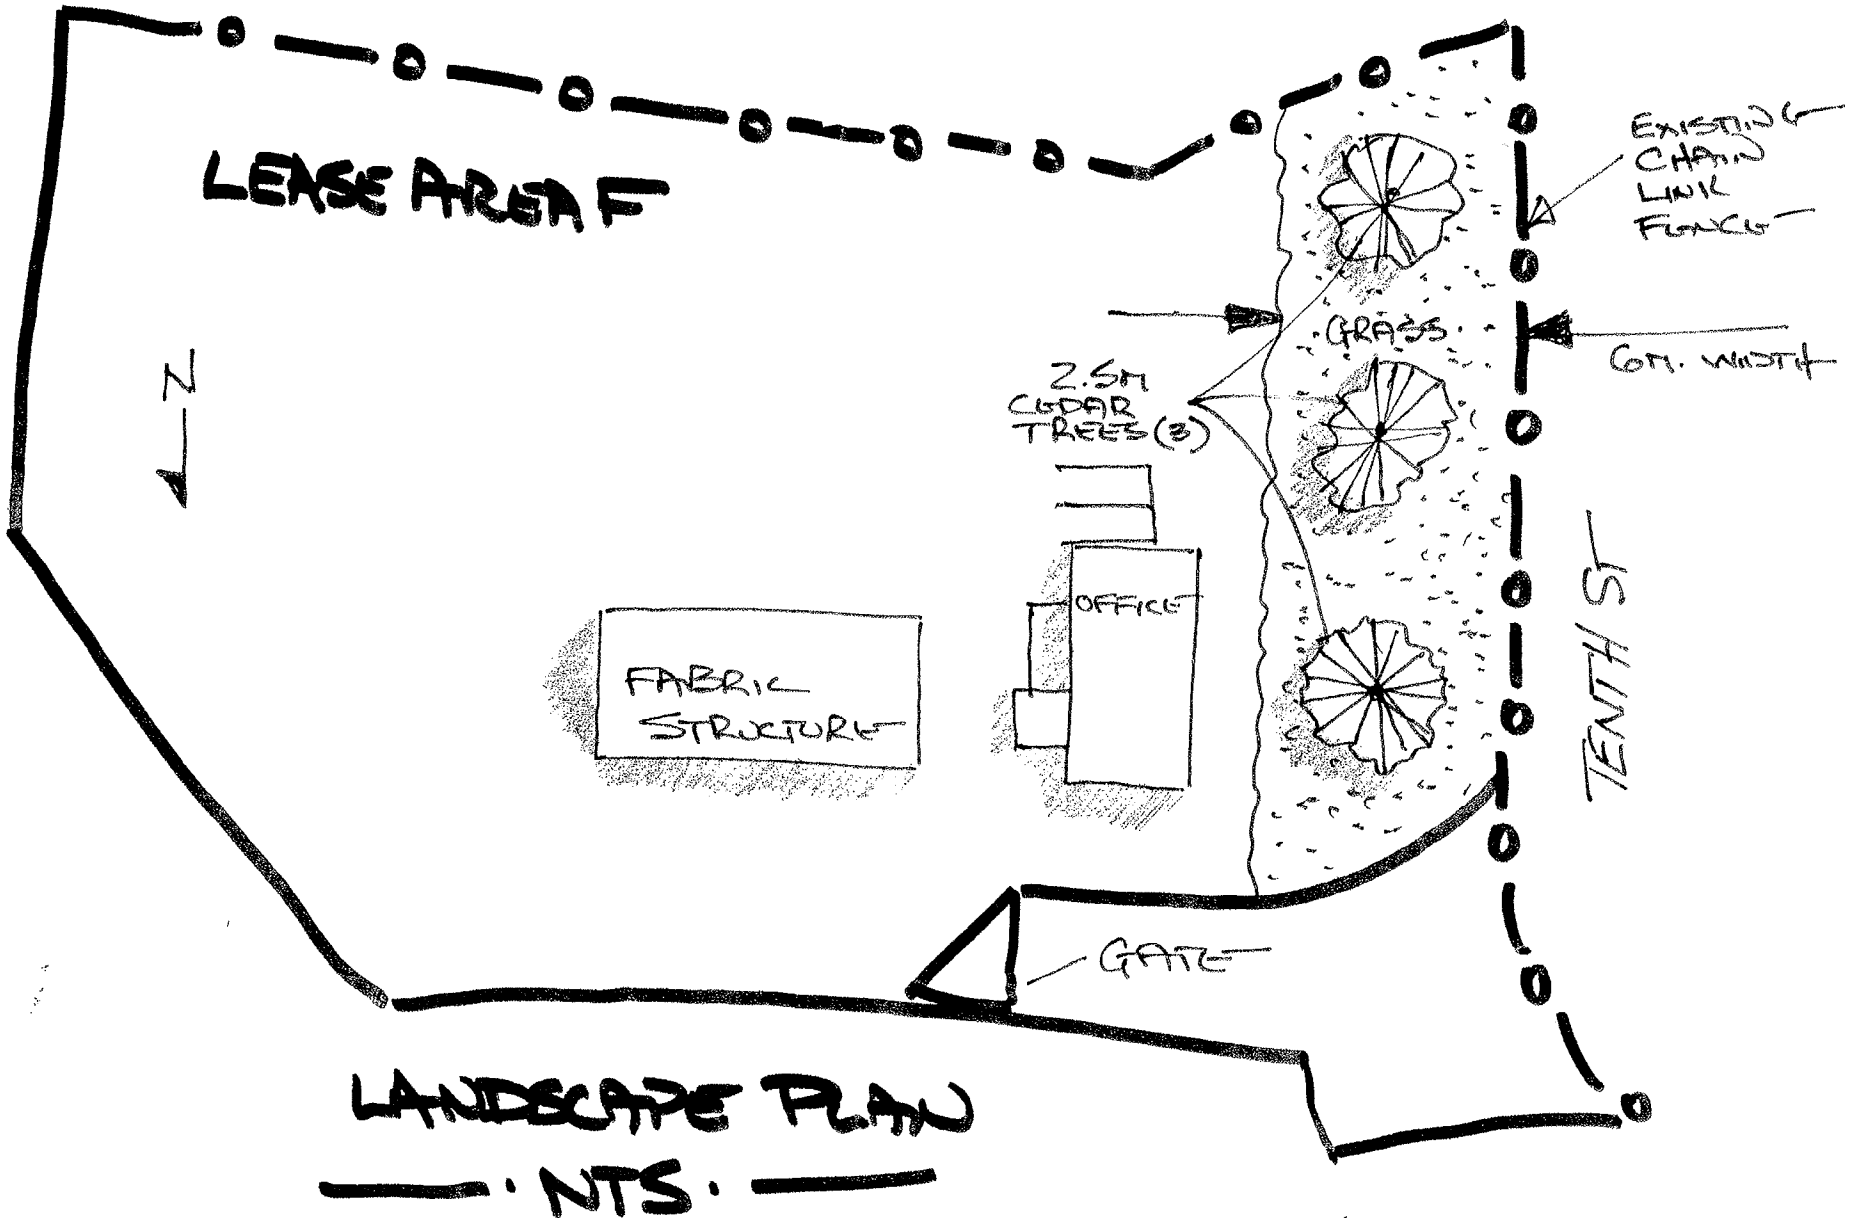 LEASE AREA F
EXISTING
CHAIN
LINK
FENCE
N
GRASS
6M. WIDTH
2.5M
CEDAR
TREES (3)
OFFICE
FABRIC
STRUCTURE
TENTH ST
GATE
LANDSCAPE PLAN
· NTS ·